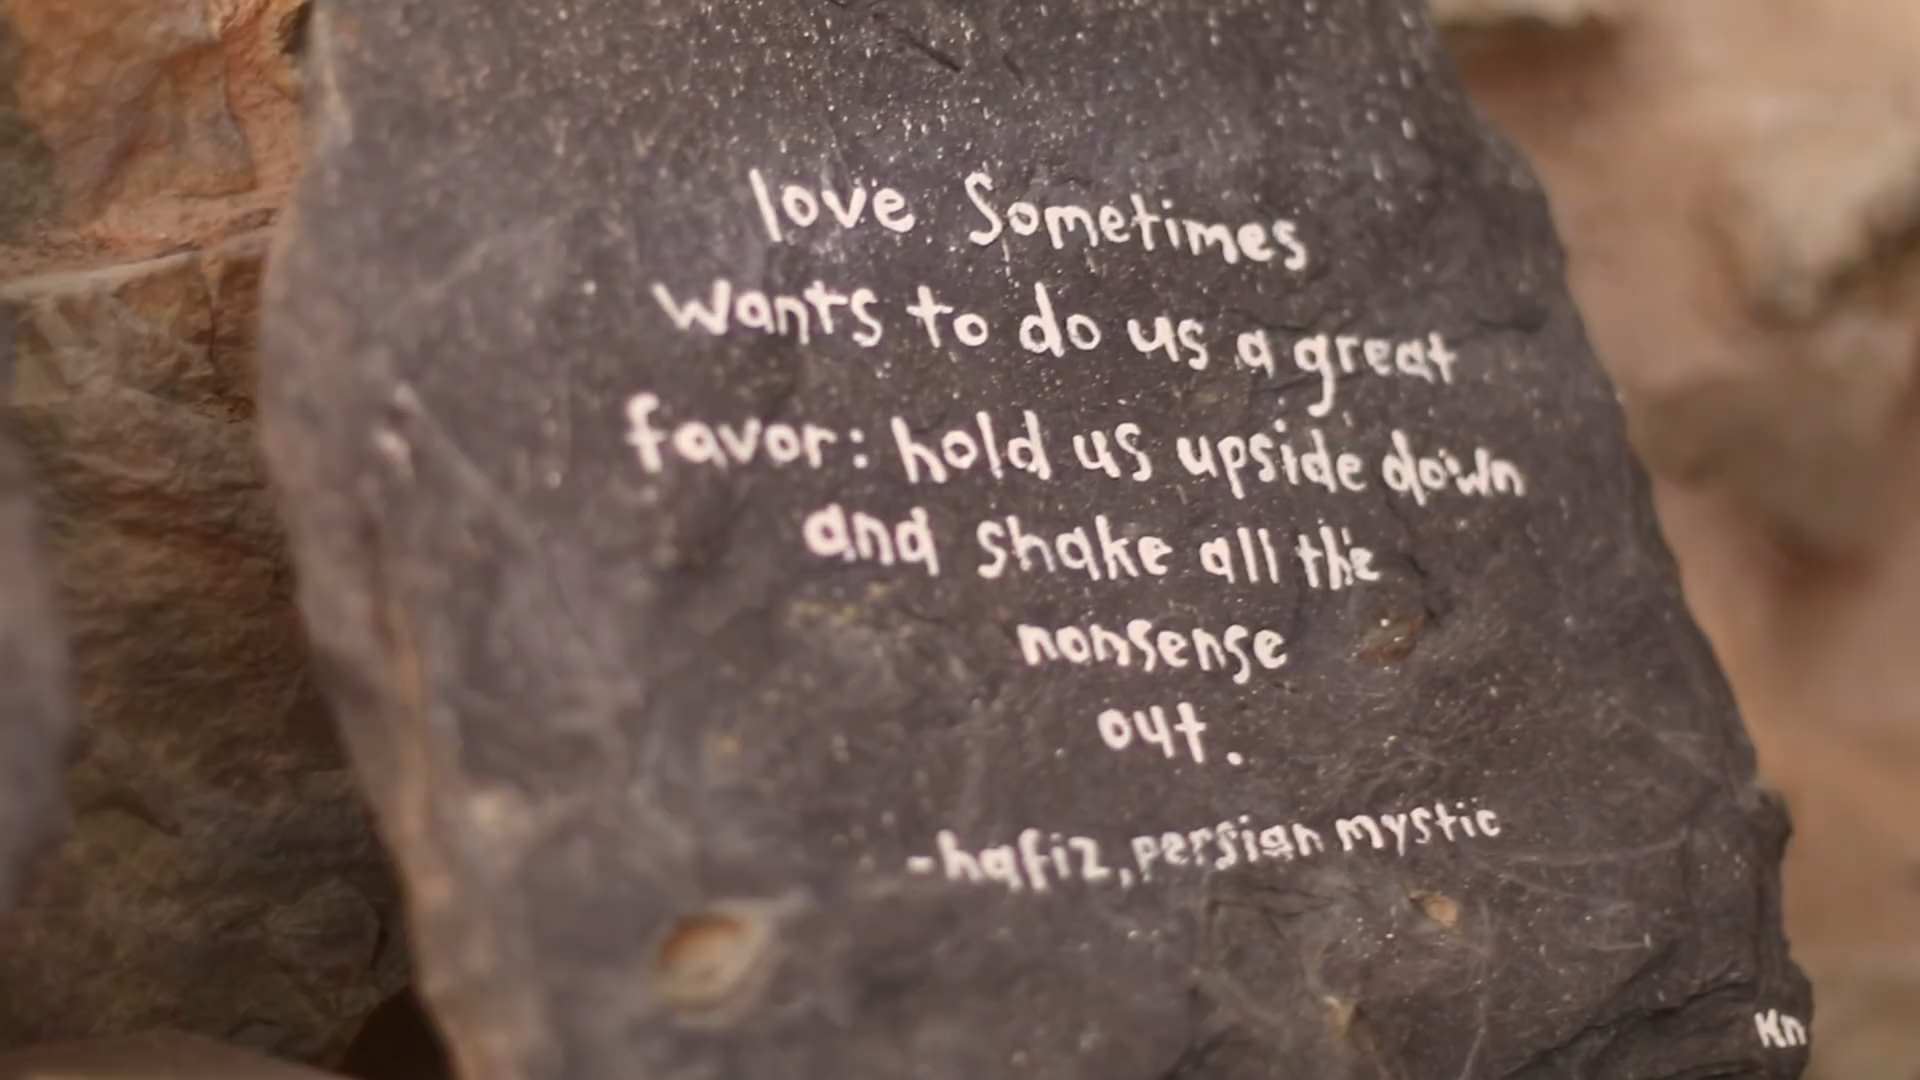 love Sometimes
wants to do us a great
favor: hold us upside down
and shake all the
nonsense
out.
-hafiz, persian mystic
Kn